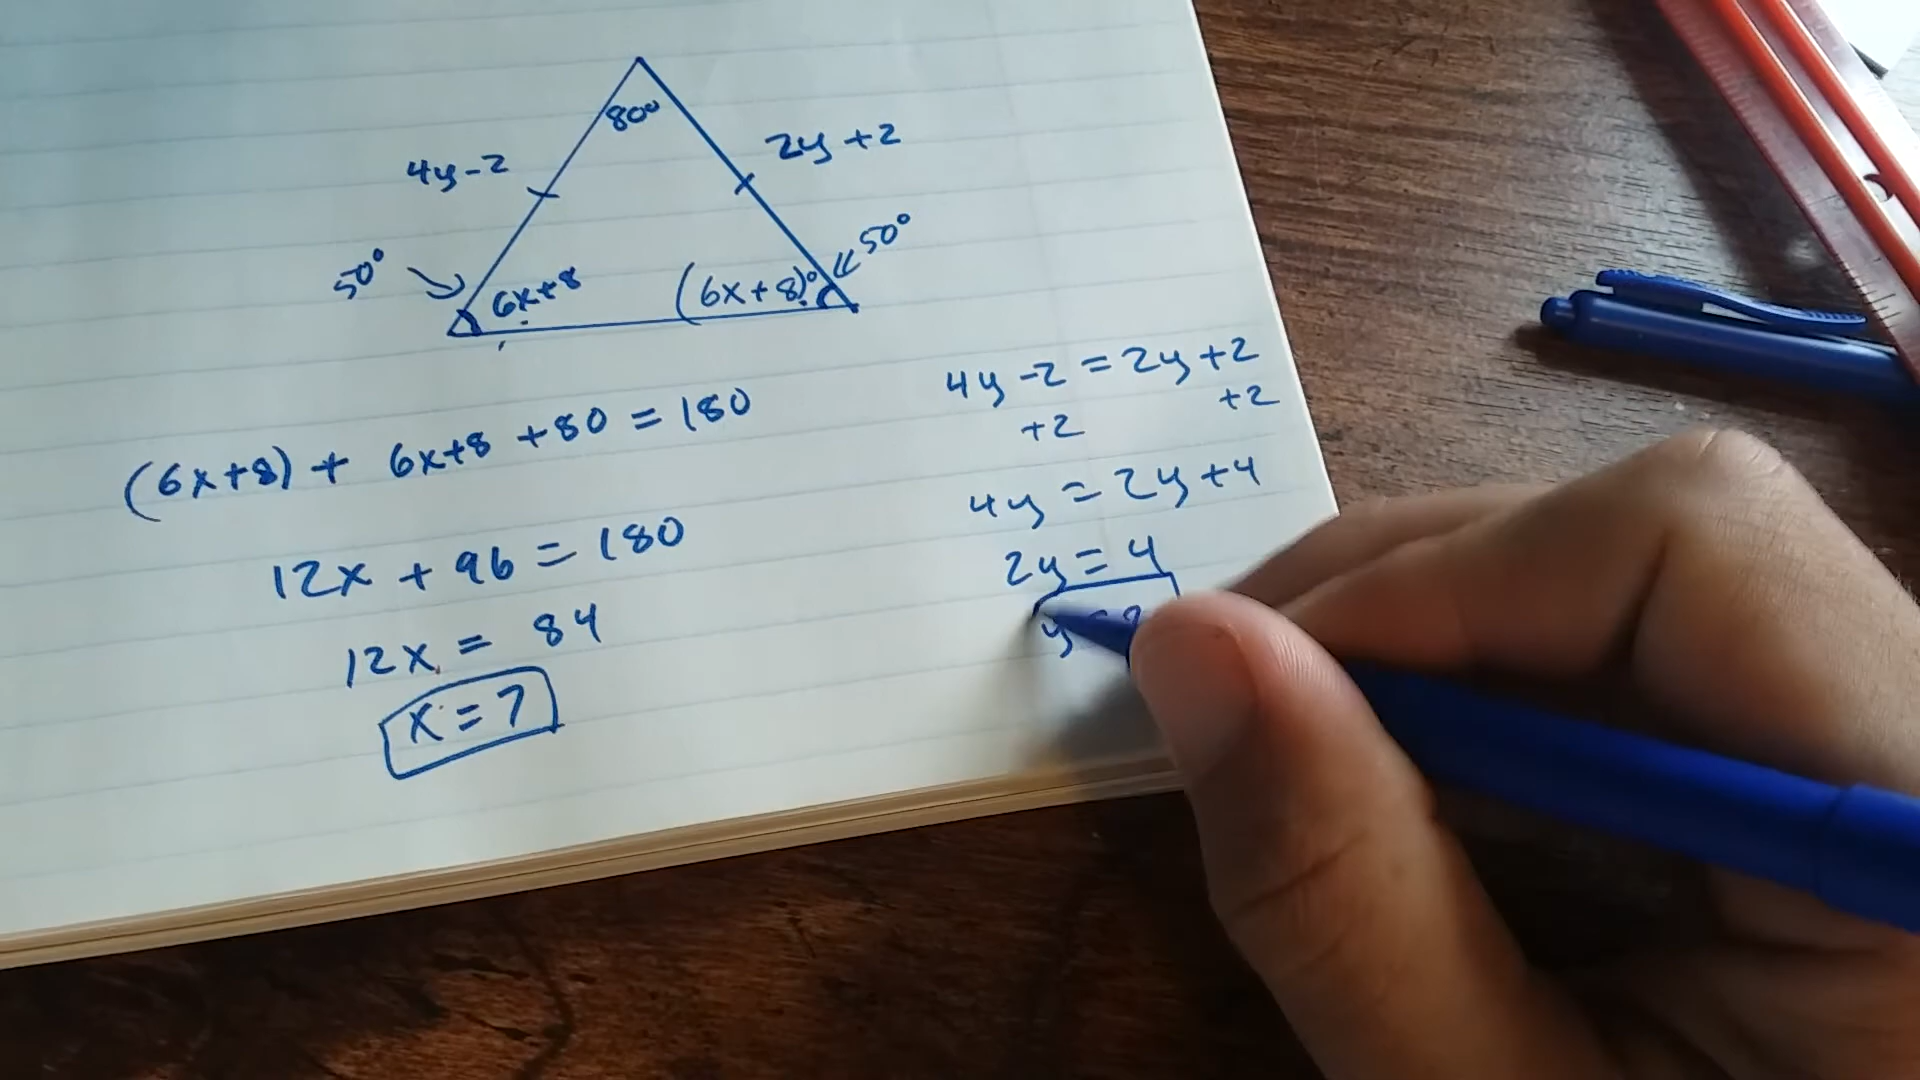 80°
4y-2
2y+2
50°
50°
6x+8
(6x+8)°
4y-2=2y+2
+2 +2
(6x+8)+ 6x+8 +80=180
4y=2y+4
12x+96=180
2y=4
12x=84
x=7